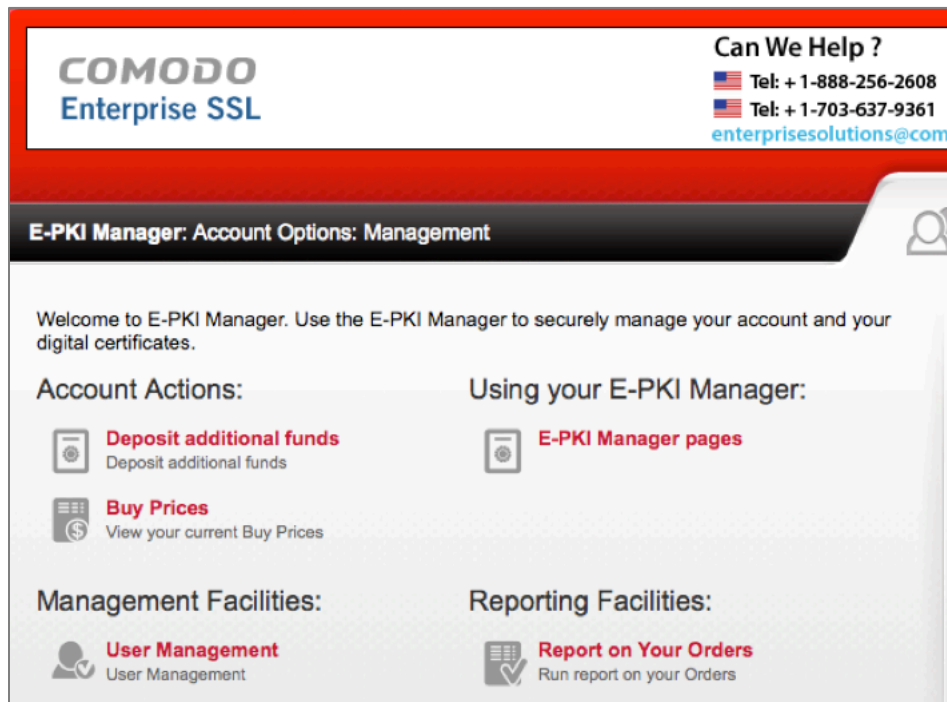 COMODO
Enterprise SSL
Can We Help ?
Tel: + 1-888-256-2608
Tel: + 1-703-637-9361
enterprisesolutions@com
E-PKI Manager: Account Options: Management
Welcome to E-PKI Manager. Use the E-PKI Manager to securely manage your account and your
digital certificates.
Account Actions:
Deposit additional funds
Deposit additional funds
Buy Prices
View your current Buy Prices
Using your E-PKI Manager:
E-PKI Manager pages
Management Facilities:
User Management
User Management
Reporting Facilities:
Report on Your Orders
Run report on your Orders